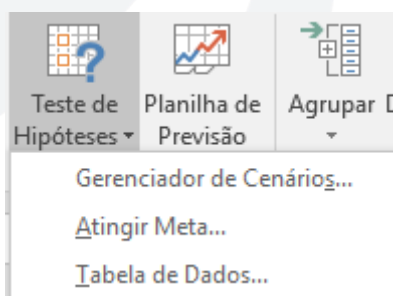 Teste de
Hipóteses
Planilha de
Previsão
Agrupar
Gerenciador de Cenários...
Atingir Meta...
Tabela de Dados...